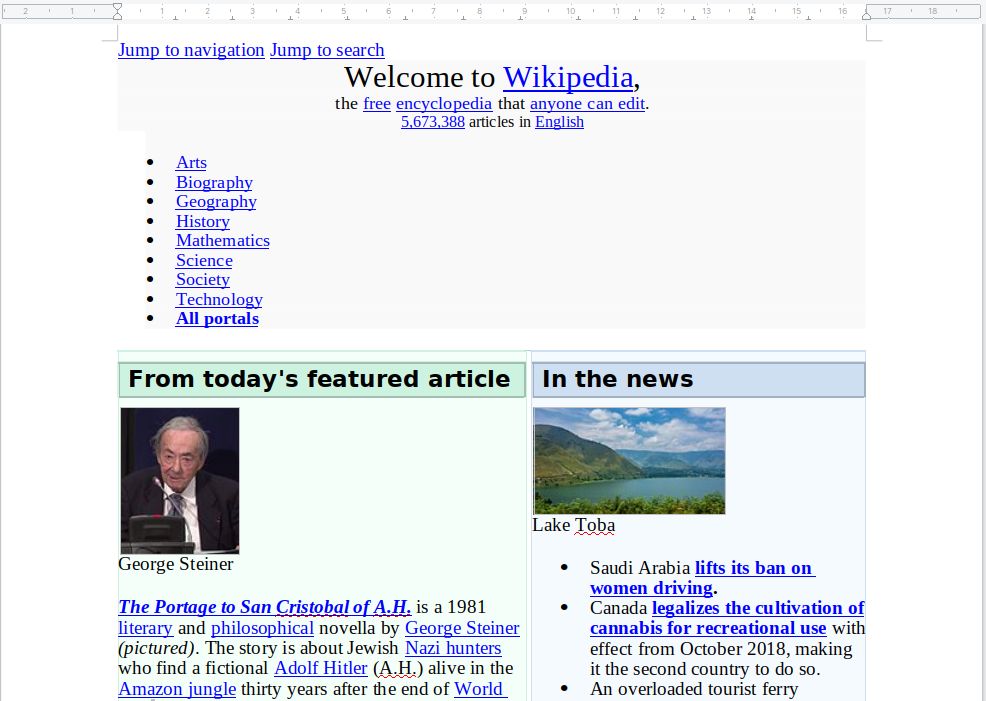 2 1 1 2 3 4 5 6 7 8 9 10 11 12 13 14 15 16 17 18
Jump to navigation Jump to search
Welcome to Wikipedia,
the free encyclopedia that anyone can edit.
5,673,388 articles in English
• Arts
• Biography
• Geography
• History
• Mathematics
• Science
• Society
• Technology
• All portals
From today's featured article
George Steiner
The Portage to San Cristobal of A.H. is a 1981
literary and philosophical novella by George Steiner
(pictured). The story is about Jewish Nazi hunters
who find a fictional Adolf Hitler (A.H.) alive in the
Amazon jungle thirty years after the end of World
In the news
Lake Toba
• Saudi Arabia lifts its ban on
women driving.
• Canada legalizes the cultivation of
cannabis for recreational use with
effect from October 2018, making
it the second country to do so.
• An overloaded tourist ferry